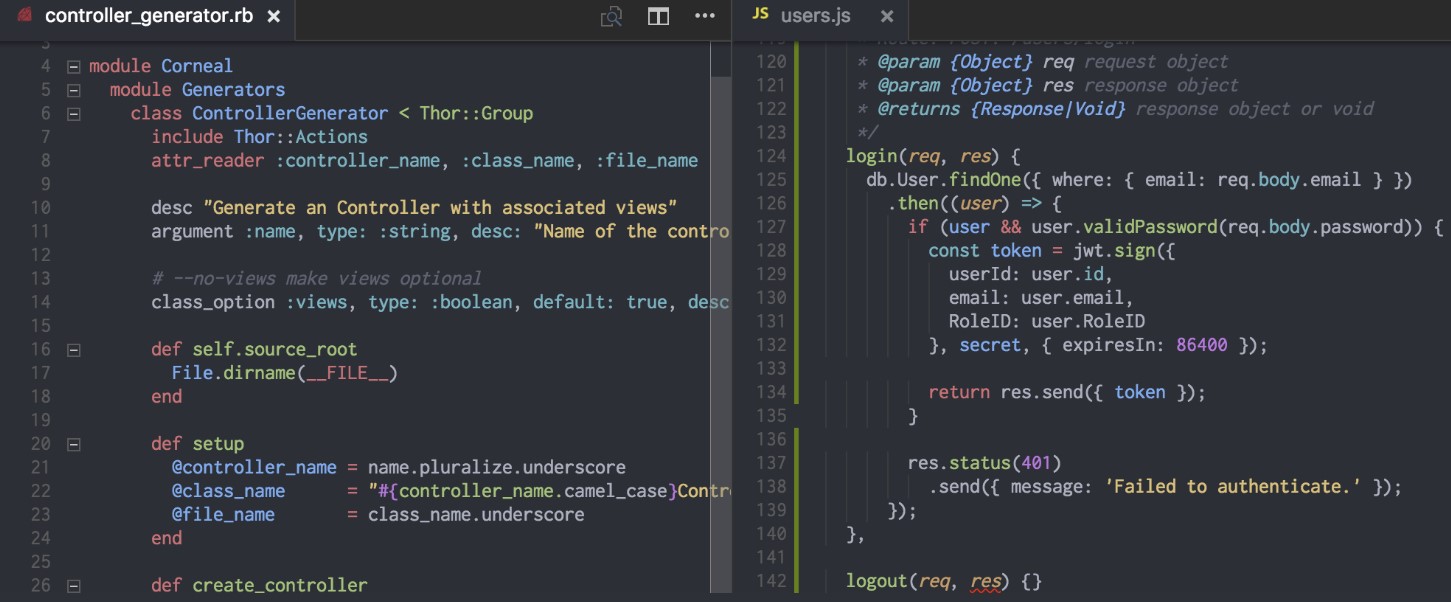 controller_generator.rb ×
3
4 module Corneal
5 module Generators
6 class ControllerGenerator < Thor::Group
7 include Thor::Actions
8 attr_reader :controller_name, :class_name, :file_name
9
10 desc "Generate an Controller with associated views"
11 argument :name, type: :string, desc: "Name of the contro
12
13 # --no-views make views optional
14 class_option :views, type: :boolean, default: true, desc
15
16 def self.source_root
17 File.dirname(__FILE__)
18 end
19
20 def setup
21 @controller_name = name.pluralize.underscore
22 @class_name = "#{controller_name.camel_case}Contr
23 @file_name = class_name.underscore
24 end
25
26 def create_controller
JS users.js ×
119
120 * @param {Object} req request object
121 * @param {Object} res response object
122 * @returns {Response|Void} response object or void
123 */
124 login(req, res) {
125 db.User.findOne({ where: { email: req.body.email } })
126 .then((user) => {
127 if (user && user.validPassword(req.body.password)) {
128 const token = jwt.sign({
129 userId: user.id,
130 email: user.email,
131 RoleID: user.RoleID
132 }, secret, { expiresIn: 86400 });
133
134 return res.send({ token });
135 }
136
137 res.status(401)
138 .send({ message: 'Failed to authenticate.' });
139 });
140 },
141
142 logout(req, res) {}